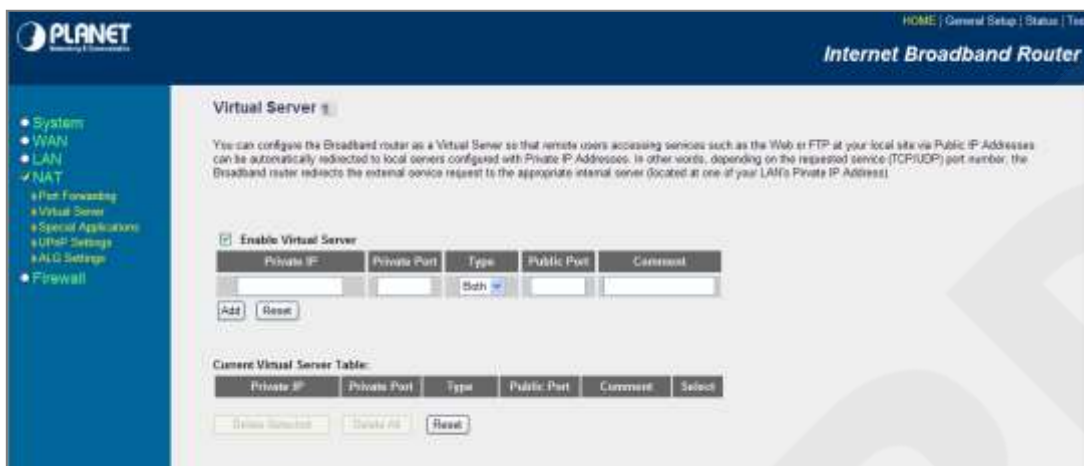 PLANET
Networking & Communication
HOME | General Setup | Status |
Internet Broadband Router
System
WAN
LAN
NAT
Port Forwarding
Virtual Server
Special Applications
UPnP Settings
ALG Settings
Firewall
Virtual Server
You can configure the Broadband router as a Virtual Server so that remote users accessing services such as the Web or FTP at your local site via Public IP Addresses
can be automatically redirected to local servers configured with Private IP Addresses. In other words, depending on the requested service (TCP/UDP) port number, the
Broadband router redirects the external service request to the appropriate internal server (located at one of your LAN's Private IP Address)
Enable Virtual Server
Private IP Private Port Type Public Port Comment
Both
Add Reset
Current Virtual Server Table:
Private IP Private Port Type Public Port Comment Select
Delete Selected Delete All Reset